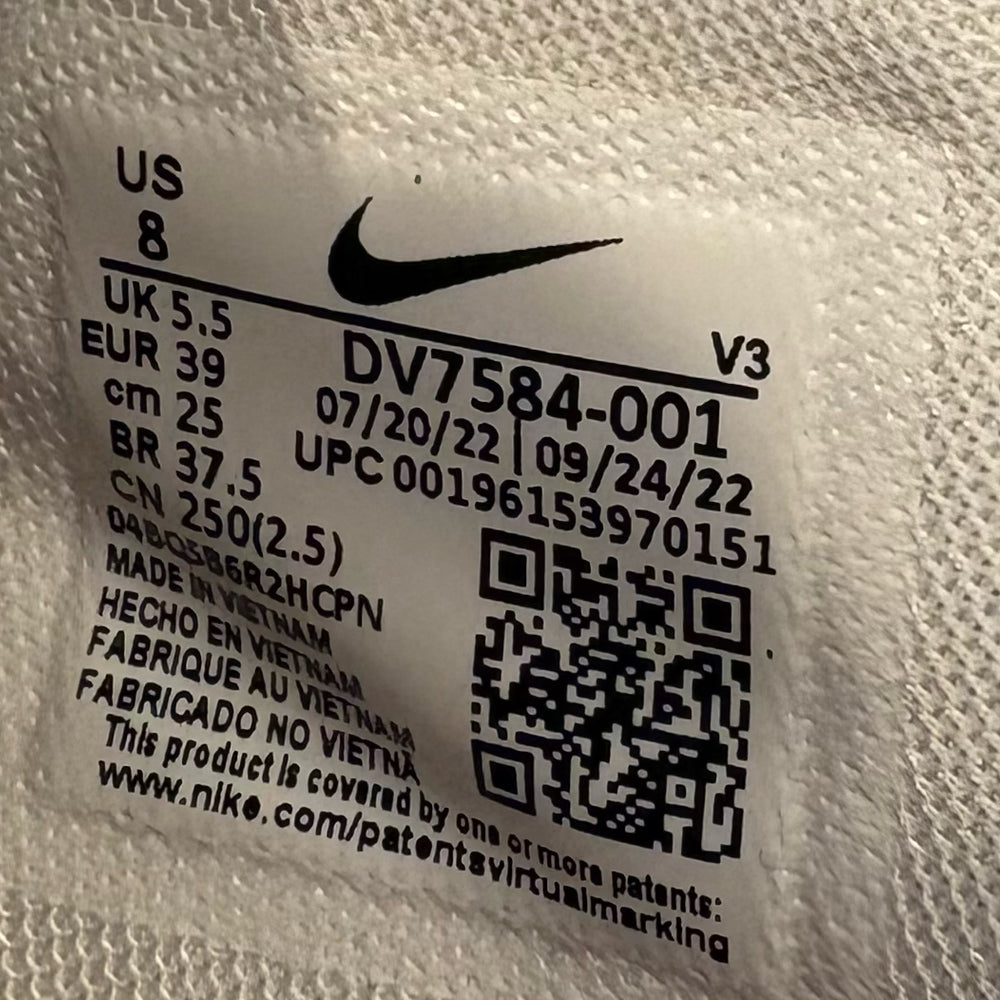 US
8
V3
UK 5.5
EUR 39
cm 25
BR 37.5
CN 250(2.5)
DV7584-001
07/20/22 | 09/24/22
UPC 00196153970151
MADE IN VIETNAM
HECHO EN VIETNAM
FABRIQUE AU VIETNAM
FABRICADO NO VIETNA
This product is covered by one or more patents:
www.nike.com/patentsvirtualmarking